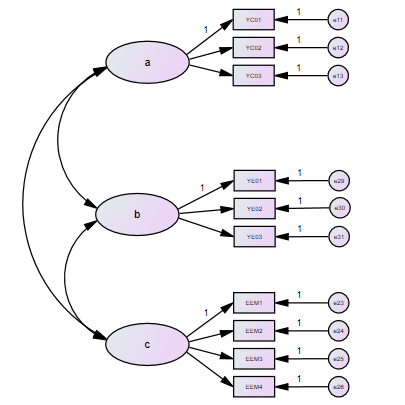 1 YC01 1 e11
a YC02 1 e12
YC03 1 e13
1 YE01 1 e29
b YE02 1 e30
YE03 1 e31
1 EEM1 1 e23
EEM2 1 e24
c EEM3 1 e25
EEM4 1 e26